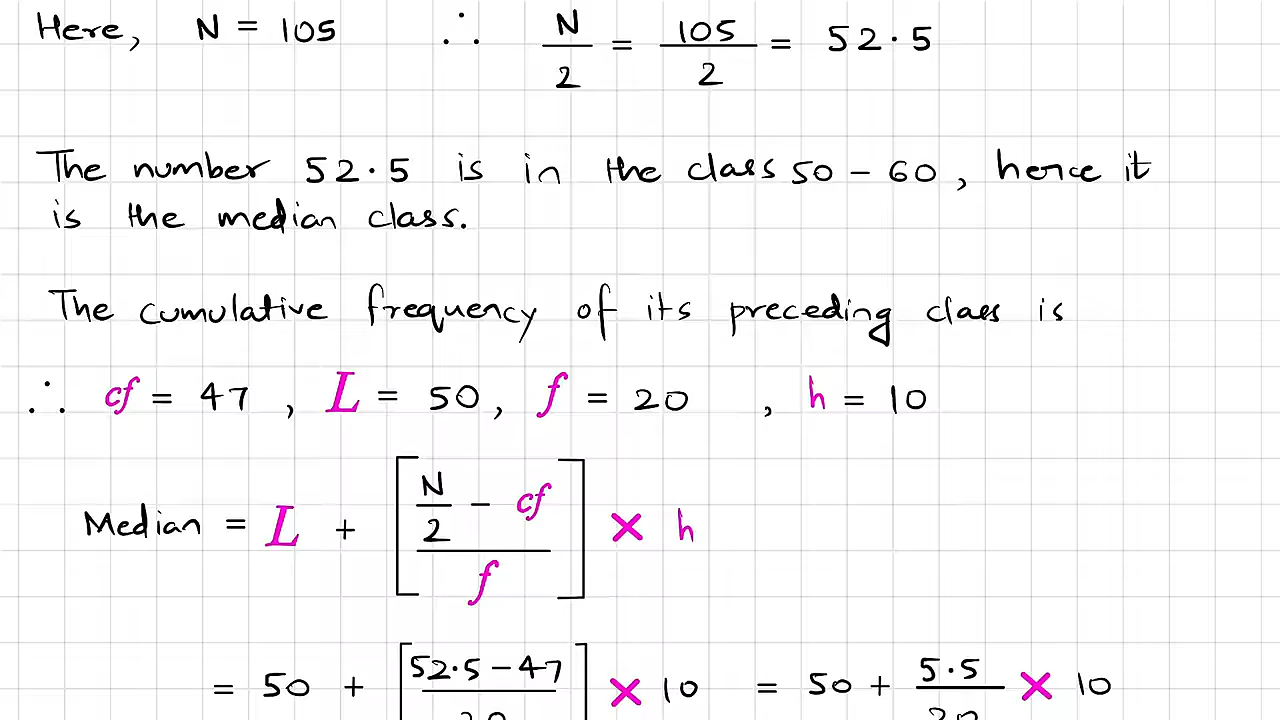 Here, N = 105 ∴ N/2 = 105/2 = 52·5
The number 52·5 is in the class 50 – 60, hence it
is the median class.
The cumulative frequency of its preceding class is
∴ cf = 47 , L = 50, f = 20 , h = 10
Median = L + [(N/2 – cf)/f] × h
= 50 + [(52·5 – 47)/20] × 10 = 50 + 5·5/20 × 10